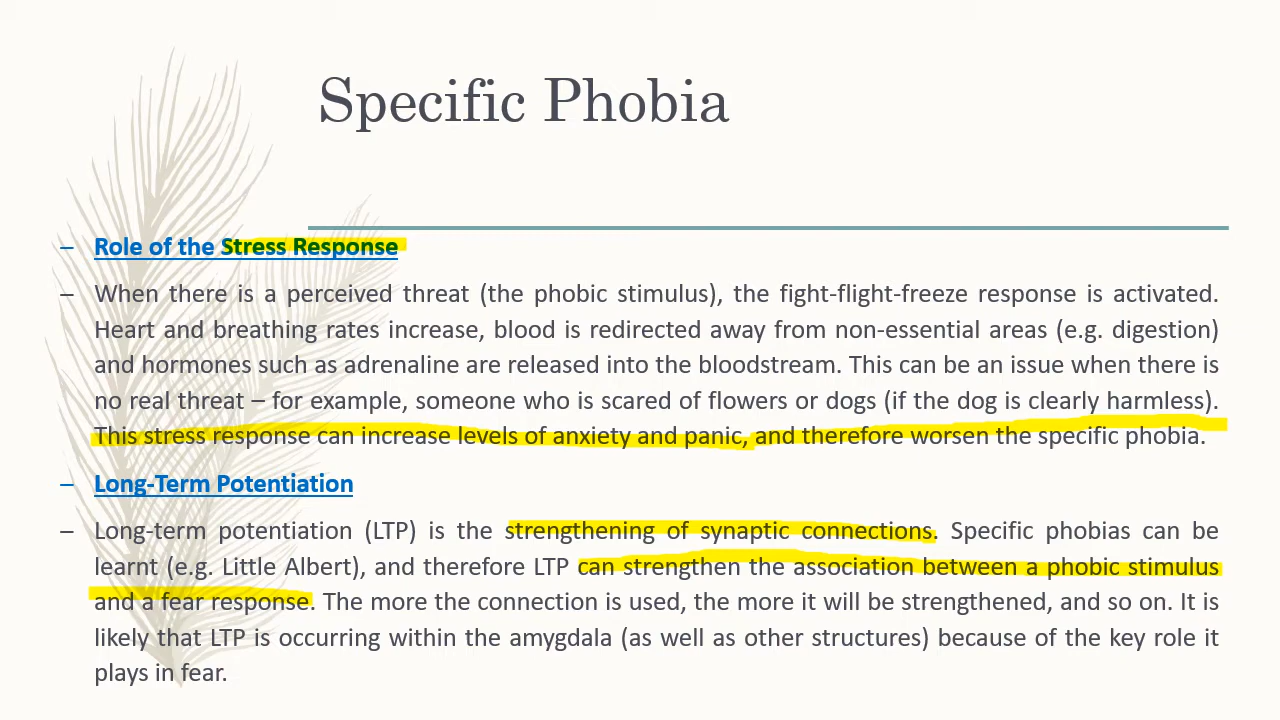 Specific Phobia
– Role of the Stress Response
– When there is a perceived threat (the phobic stimulus), the fight-flight-freeze response is activated.
Heart and breathing rates increase, blood is redirected away from non-essential areas (e.g. digestion)
and hormones such as adrenaline are released into the bloodstream. This can be an issue when there is
no real threat – for example, someone who is scared of flowers or dogs (if the dog is clearly harmless).
This stress response can increase levels of anxiety and panic, and therefore worsen the specific phobia.
– Long-Term Potentiation
– Long-term potentiation (LTP) is the strengthening of synaptic connections. Specific phobias can be
learnt (e.g. Little Albert), and therefore LTP can strengthen the association between a phobic stimulus
and a fear response. The more the connection is used, the more it will be strengthened, and so on. It is
likely that LTP is occurring within the amygdala (as well as other structures) because of the key role it
plays in fear.